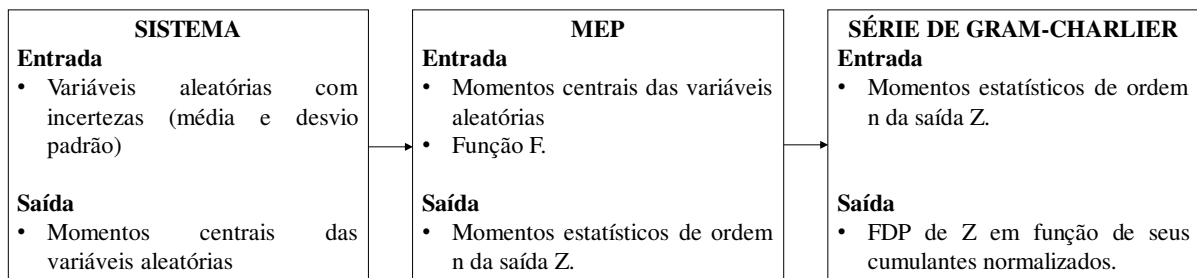 SISTEMA
Entrada
• Variáveis aleatórias com
incertezas (média e desvio
padrão)
Saída
• Momentos centrais das
variáveis aleatórias
MEP
Entrada
• Momentos centrais das variáveis
aleatórias
• Função F.
Saída
• Momentos estatísticos de ordem
n da saída Z.
SÉRIE DE GRAM-CHARLIER
Entrada
• Momentos estatísticos de ordem
n da saída Z.
Saída
• FDP de Z em função de seus
cumulantes normalizados.